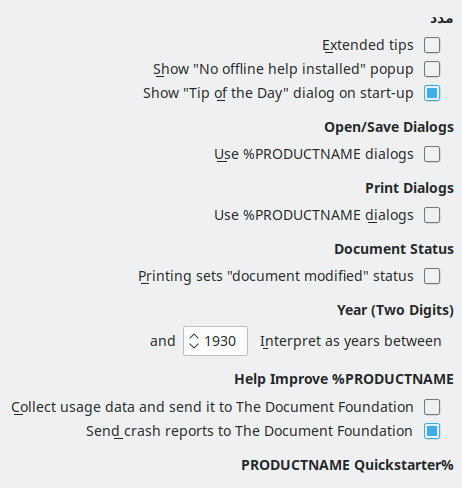 مدد
Extended tips
Show "No offline help installed" popup
Show "Tip of the Day" dialog on start-up
Open/Save Dialogs
Use %PRODUCTNAME dialogs
Print Dialogs
Use %PRODUCTNAME dialogs
Document Status
Printing sets "document modified" status
Year (Two Digits)
Interpret as years between 1930 and
Help Improve %PRODUCTNAME
Collect usage data and send it to The Document Foundation
Send crash reports to The Document Foundation
PRODUCTNAME Quickstarter%